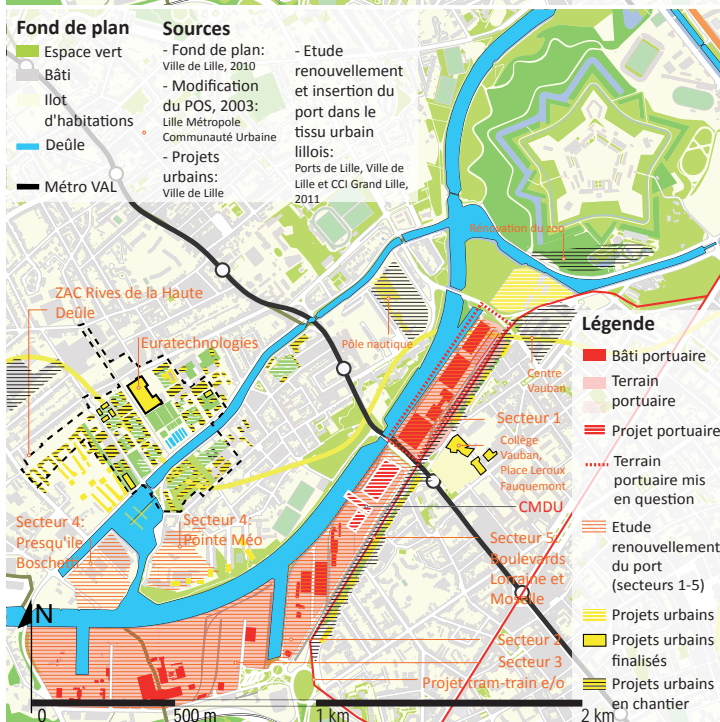 Fond de plan
Espace vert
Bâti
Ilot
d'habitations
Deûle
Métro VAL
Sources
- Fond de plan:
Ville de Lille, 2010
- Modification
du POS, 2003:
Lille Métropole
Communauté Urbaine
- Projets
urbains:
Ville de Lille
- Etude
renouvellement
et insertion du
port dans le
tissu urbain
lillois:
Ports de Lille, Ville de
Lille et CCI Grand Lille,
2011
Rénovation du zoo
ZAC Rives de la Haute
Deûle
Euratechnologies
Pôle nautique
Centre
Vauban
Secteur 1
Collège
Vauban,
Place Leroux
Fauquemont
CMDU
Secteur 4:
Presqu'ile
Boschetti
Secteur 4:
Pointe Méo
Secteur 5:
Boulevards
Lorraine et
Moselle
Secteur 2
Secteur 3
Projet tram-train e/o
Légende
Bâti portuaire
Terrain
portuaire
Projet portuaire
Terrain
portuaire mis
en question
Etude
renouvellement
du port
(secteurs 1-5)
Projets urbains
Projets urbains
finalisés
Projets urbains
en chantier
N
0
500 m
1 km
2 km